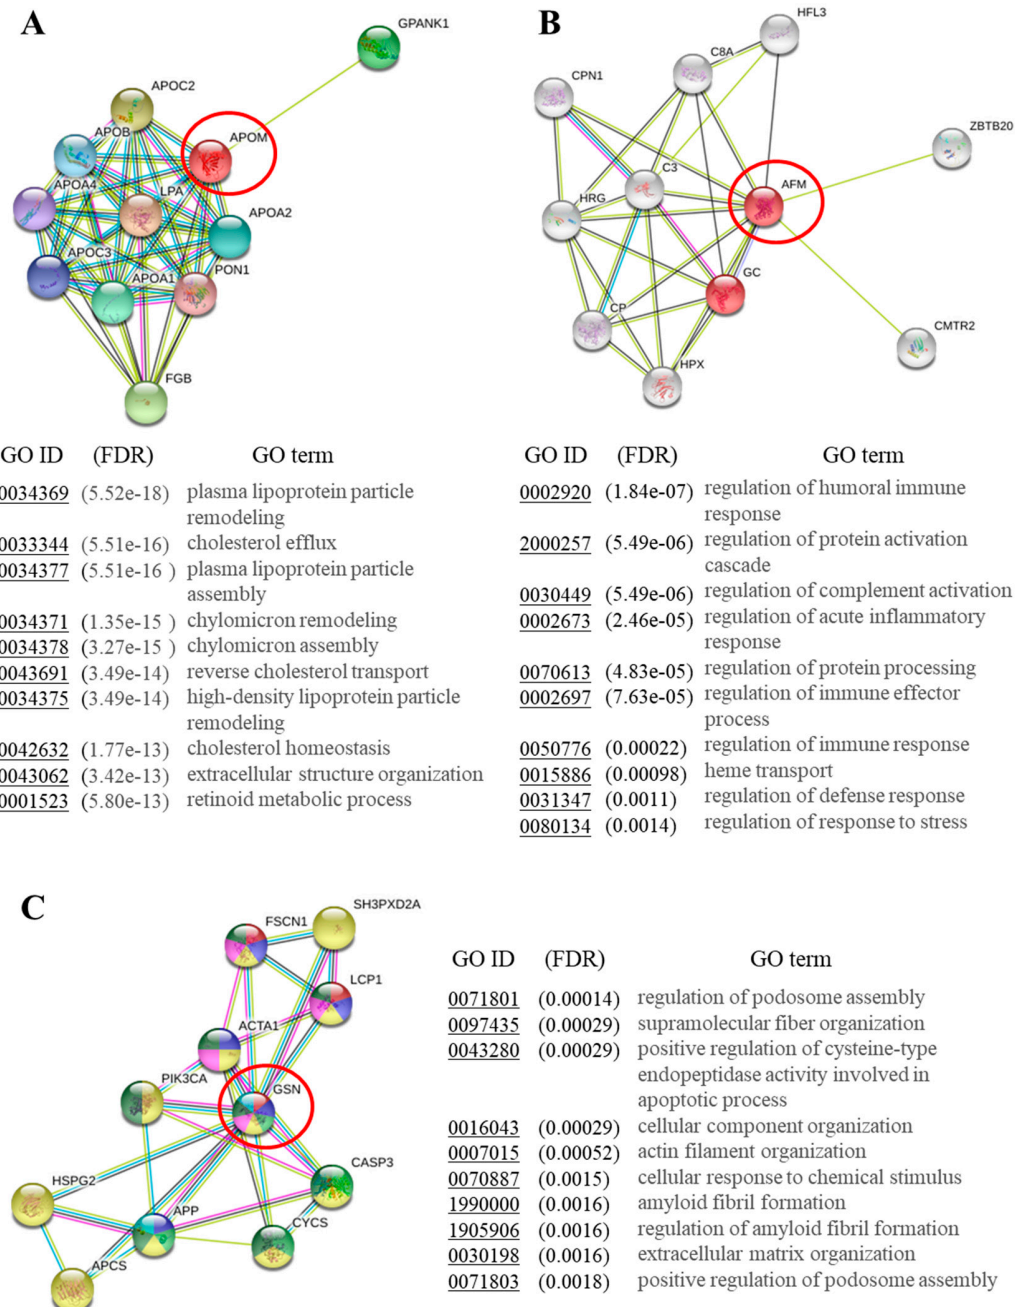 A
GPANK1
APOC2
APOB
APOM
APOA4
LPA
APOA2
APOC3
APOA1
PON1
FGB
GO ID (FDR) GO term
0034369 (5.52e-18) plasma lipoprotein particle
remodeling
0033344 (5.51e-16) cholesterol efflux
0034377 (5.51e-16 ) plasma lipoprotein particle
assembly
0034371 (1.35e-15 ) chylomicron remodeling
0034378 (3.27e-15 ) chylomicron assembly
0043691 (3.49e-14) reverse cholesterol transport
0034375 (3.49e-14) high-density lipoprotein particle
remodeling
0042632 (1.77e-13) cholesterol homeostasis
0043062 (3.42e-13) extracellular structure organization
0001523 (5.80e-13) retinoid metabolic process
B
HFL3
C8A
CPN1
ZBTB20
C3
AFM
HRG
GC
CP
CMTR2
HPX
GO ID (FDR) GO term
0002920 (1.84e-07) regulation of humoral immune
response
2000257 (5.49e-06) regulation of protein activation
cascade
0030449 (5.49e-06) regulation of complement activation
0002673 (2.46e-05) regulation of acute inflammatory
response
0070613 (4.83e-05) regulation of protein processing
0002697 (7.63e-05) regulation of immune effector
process
0050776 (0.00022) regulation of immune response
0015886 (0.00098) heme transport
0031347 (0.0011) regulation of defense response
0080134 (0.0014) regulation of response to stress
C
SH3PXD2A
FSCN1
LCP1
ACTA1
PIK3CA
GSN
CASP3
HSPG2
APP
CYCS
APCS
GO ID (FDR) GO term
0071801 (0.00014) regulation of podosome assembly
0097435 (0.00029) supramolecular fiber organization
0043280 (0.00029) positive regulation of cysteine-type
endopeptidase activity involved in
apoptotic process
0016043 (0.00029) cellular component organization
0007015 (0.00052) actin filament organization
0070887 (0.0015) cellular response to chemical stimulus
1990000 (0.0016) amyloid fibril formation
1905906 (0.0016) regulation of amyloid fibril formation
0030198 (0.0016) extracellular matrix organization
0071803 (0.0018) positive regulation of podosome assembly